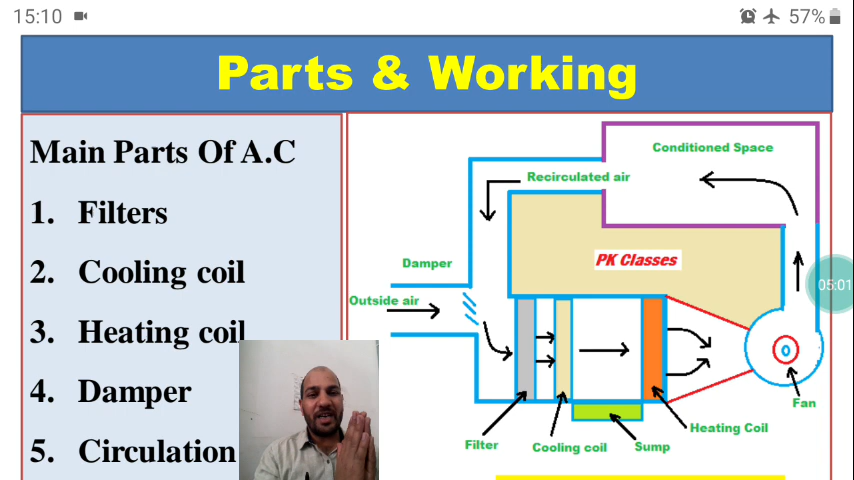 15:10
57%
Parts & Working
Main Parts Of A.C
1. Filters
2. Cooling coil
3. Heating coil
4. Damper
5. Circulation
Conditioned Space
Recirculated air
PK Classes
Damper
Outside air
05:01
Fan
Heating Coil
Filter
Cooling coil
Sump